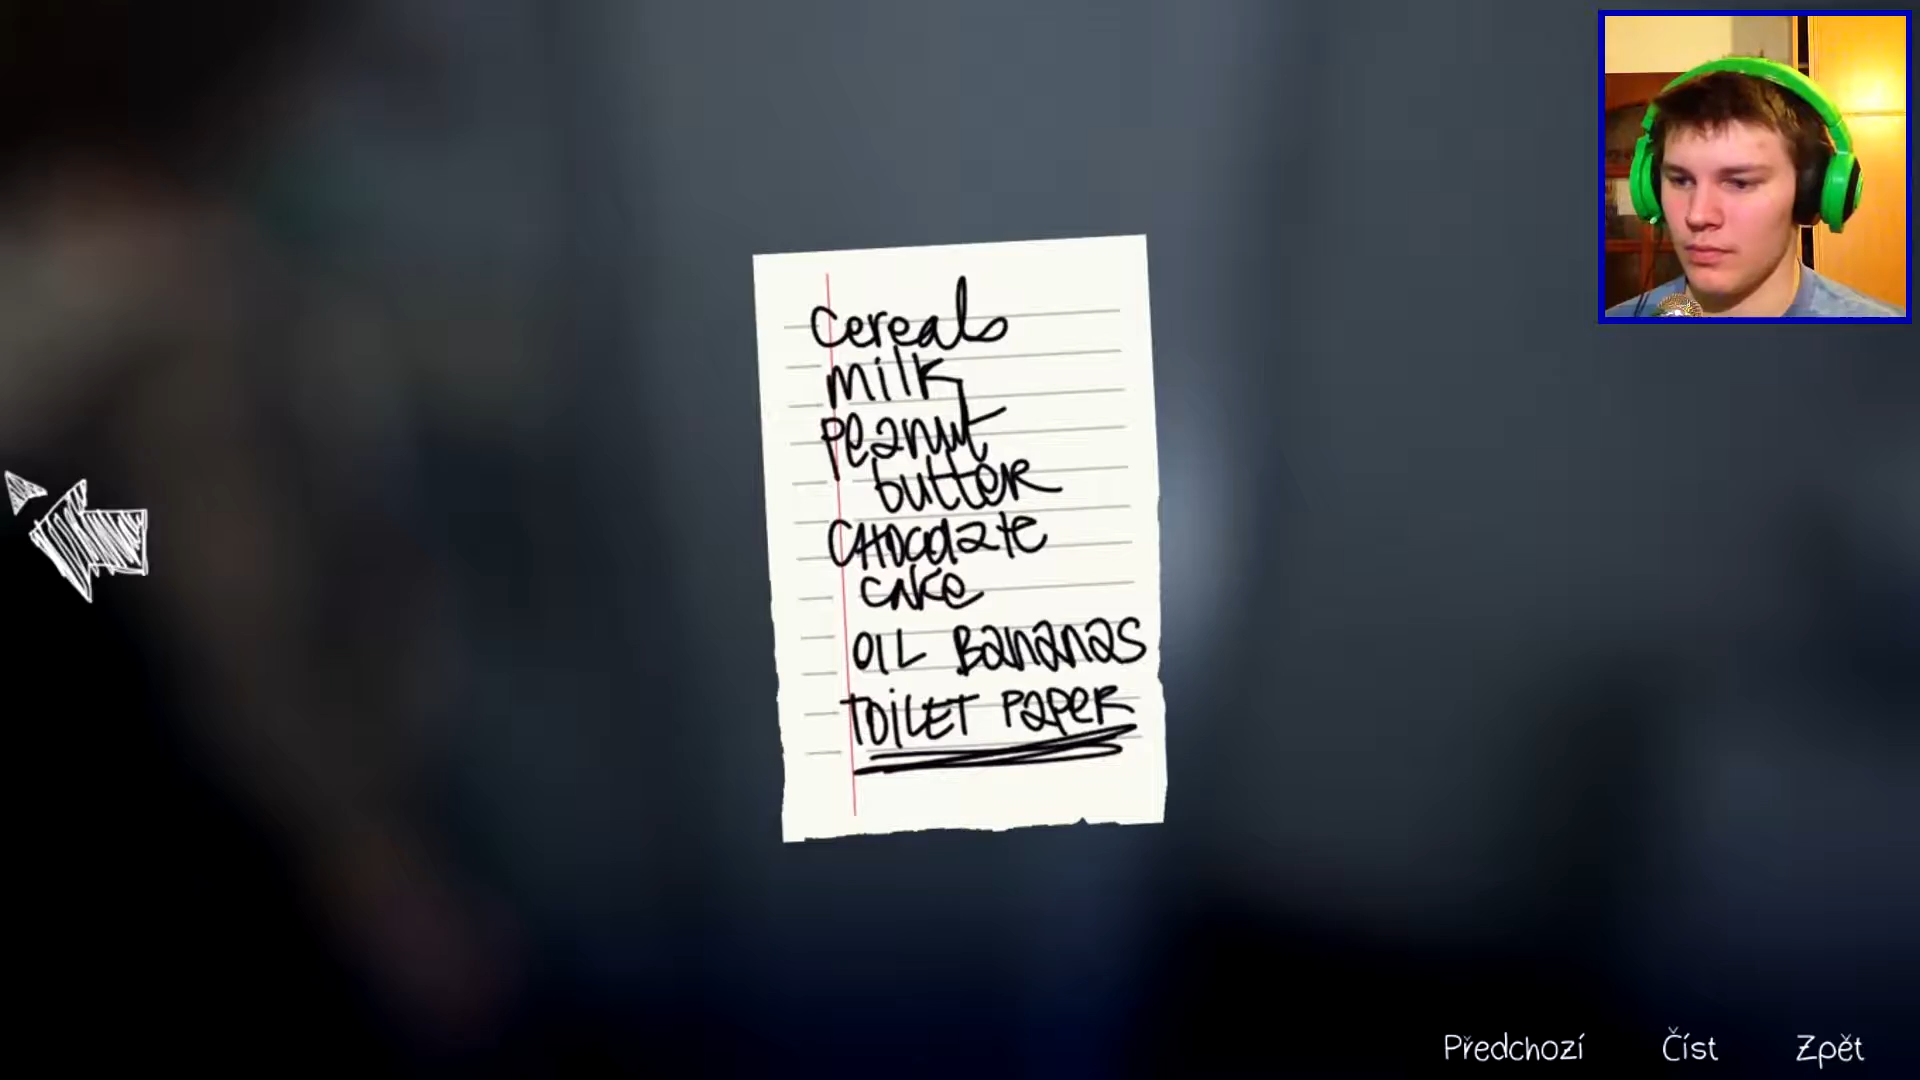 cereals
milk
peanut
butter
CHocolate
cake
OIL Bananas
TOiLET PaPeR
Předchozí Číst Zpět